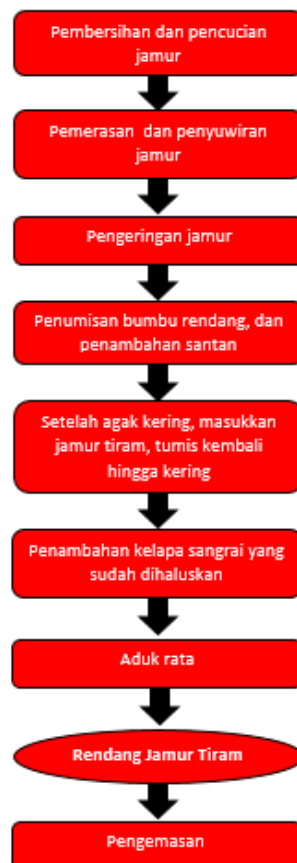 Pembersihan dan pencucian
jamur
Pemerasan dan penyuwiran
jamur
Pengeringan jamur
Penumisan bumbu rendang, dan
penambahan santan
Setelah agak kering, masukkan
jamur tiram, tumis kembali
hingga kering
Penambahan kelapa sangrai yang
sudah dihaluskan
Aduk rata
Rendang Jamur Tiram
Pengemasan